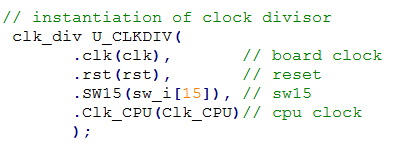 // instantiation of clock divisor
clk_div U_CLKDIV(
.clk(clk), // board clock
.rst(rst), // reset
.SW15(sw_i[15]), // sw15
.Clk_CPU(Clk_CPU)// cpu clock
);